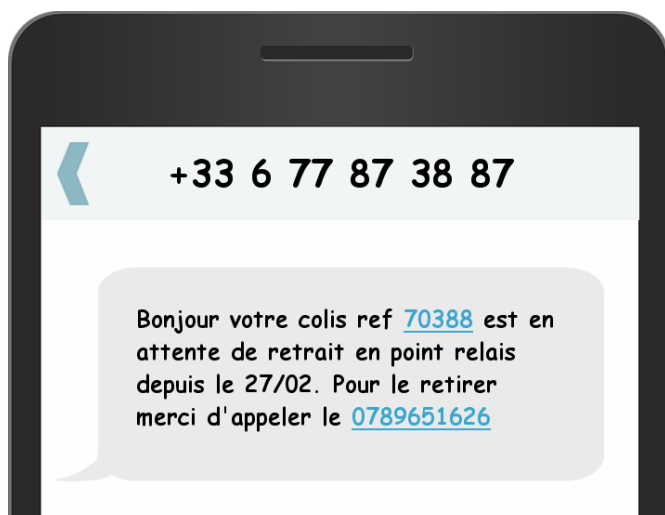 +33 6 77 87 38 87
Bonjour votre colis ref 70388 est en
attente de retrait en point relais
depuis le 27/02. Pour le retirer
merci d'appeler le 0789651626